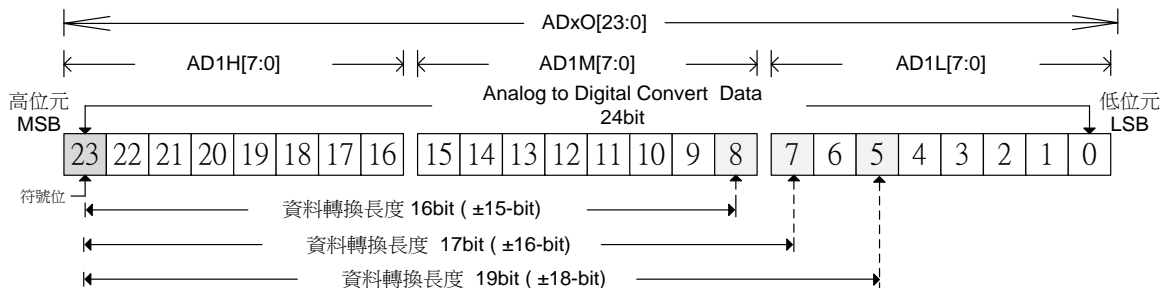 ADxO[23:0]
AD1H[7:0] AD1M[7:0] AD1L[7:0]
高位元 MSB
Analog to Digital Convert Data 24bit
低位元 LSB
23 22 21 20 19 18 17 16 15 14 13 12 11 10 9 8 7 6 5 4 3 2 1 0
符號位
資料轉換長度 16bit ( ±15-bit)
資料轉換長度 17bit ( ±16-bit)
資料轉換長度 19bit ( ±18-bit)